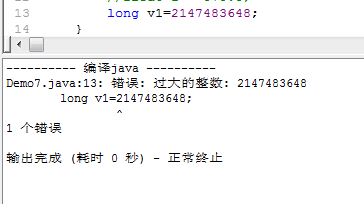 13 long v1=2147483648;
14 }
---------- 编译java ----------
Demo7.java:13: 错误: 过大的整数: 2147483648
long v1=2147483648;
^
1 个错误
输出完成 (耗时 0 秒) - 正常终止